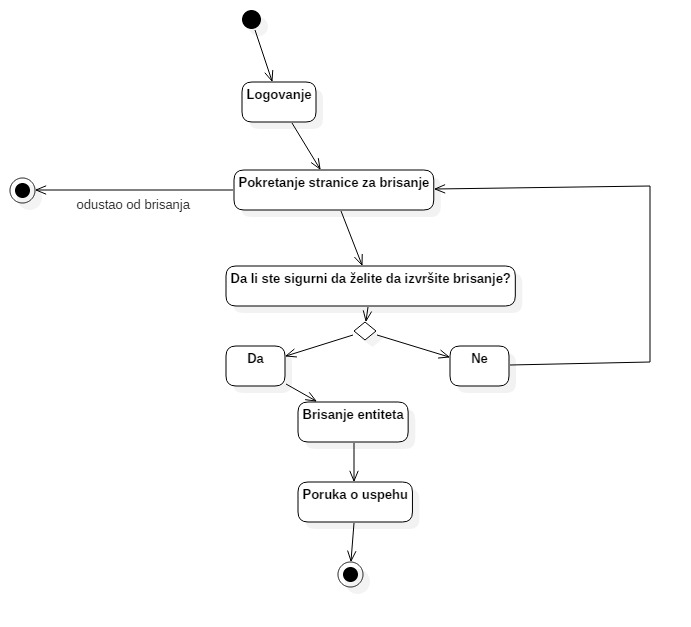 Logovanje
Pokretanje stranice za brisanje
odustao od brisanja
Da li ste sigurni da želite da izvršite brisanje?
Da
Ne
Brisanje entiteta
Poruka o uspehu